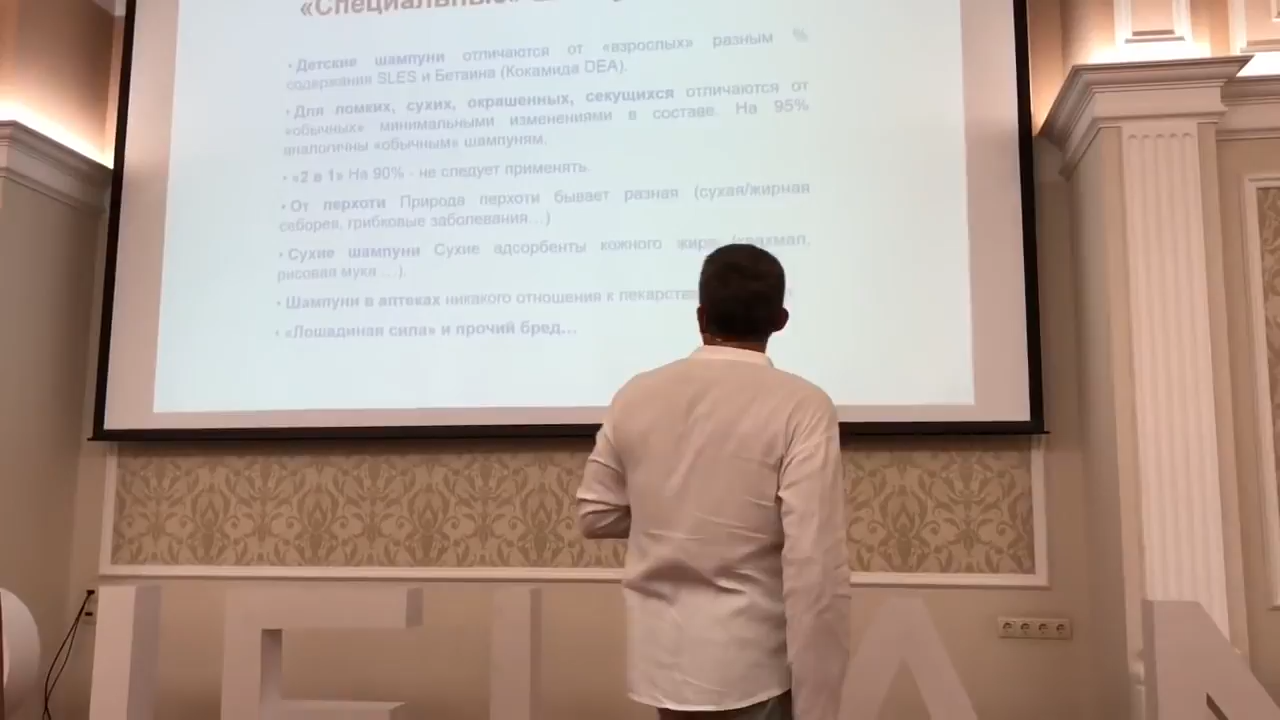 «Специальные»
• Детские шампуни отличаются от «взрослых» разным %
содержания SLES и Бетаина (Кокамида DEA).
• Для ломких, сухих, окрашенных, секущихся отличаются от
«обычных» минимальными изменениями в составе. На 95%
аналогичны «обычным» шампуням.
• «2 в 1» На 90% - не следует применять.
• От перхоти Природа перхоти бывает разная (сухая/жирная
себорея, грибковые заболевания…)
• Сухие шампуни Сухие адсорбенты кожного жира (крахмал,
рисовая мука …).
• Шампуни в аптеках никакого отношения к
• «Лошадиная сила» и прочий бред…